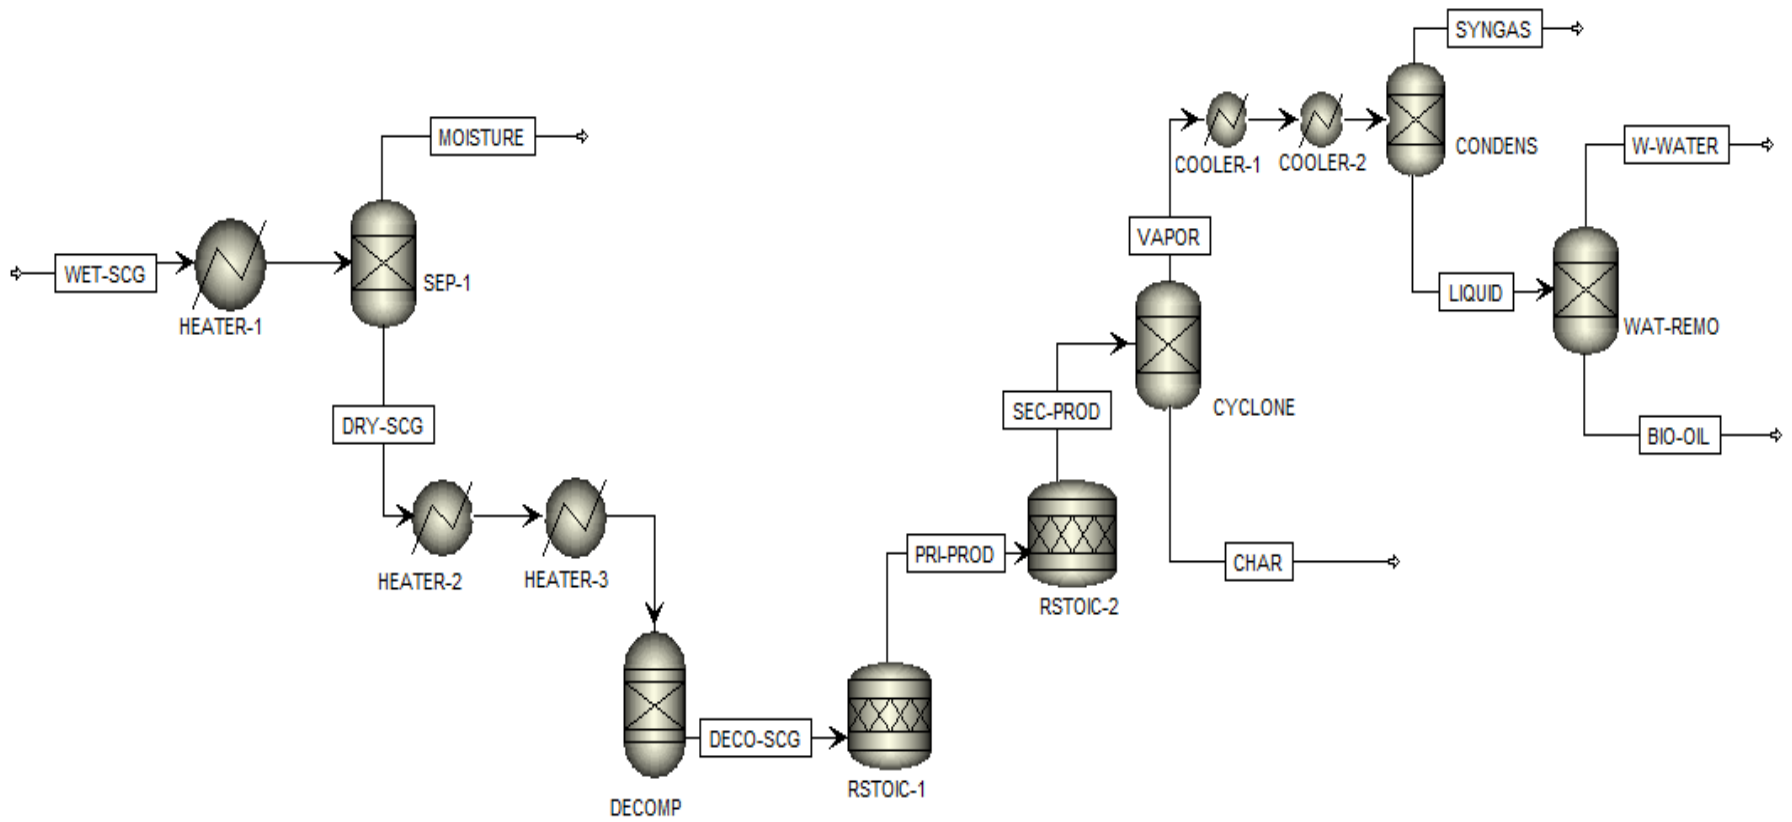 WET-SCG
HEATER-1
MOISTURE
SEP-1
DRY-SCG
HEATER-2
HEATER-3
DECOMP
DECO-SCG
RSTOIC-1
PRI-PROD
RSTOIC-2
SEC-PROD
CYCLONE
CHAR
VAPOR
COOLER-1
COOLER-2
CONDENS
SYNGAS
LIQUID
WAT-REMO
W-WATER
BIO-OIL